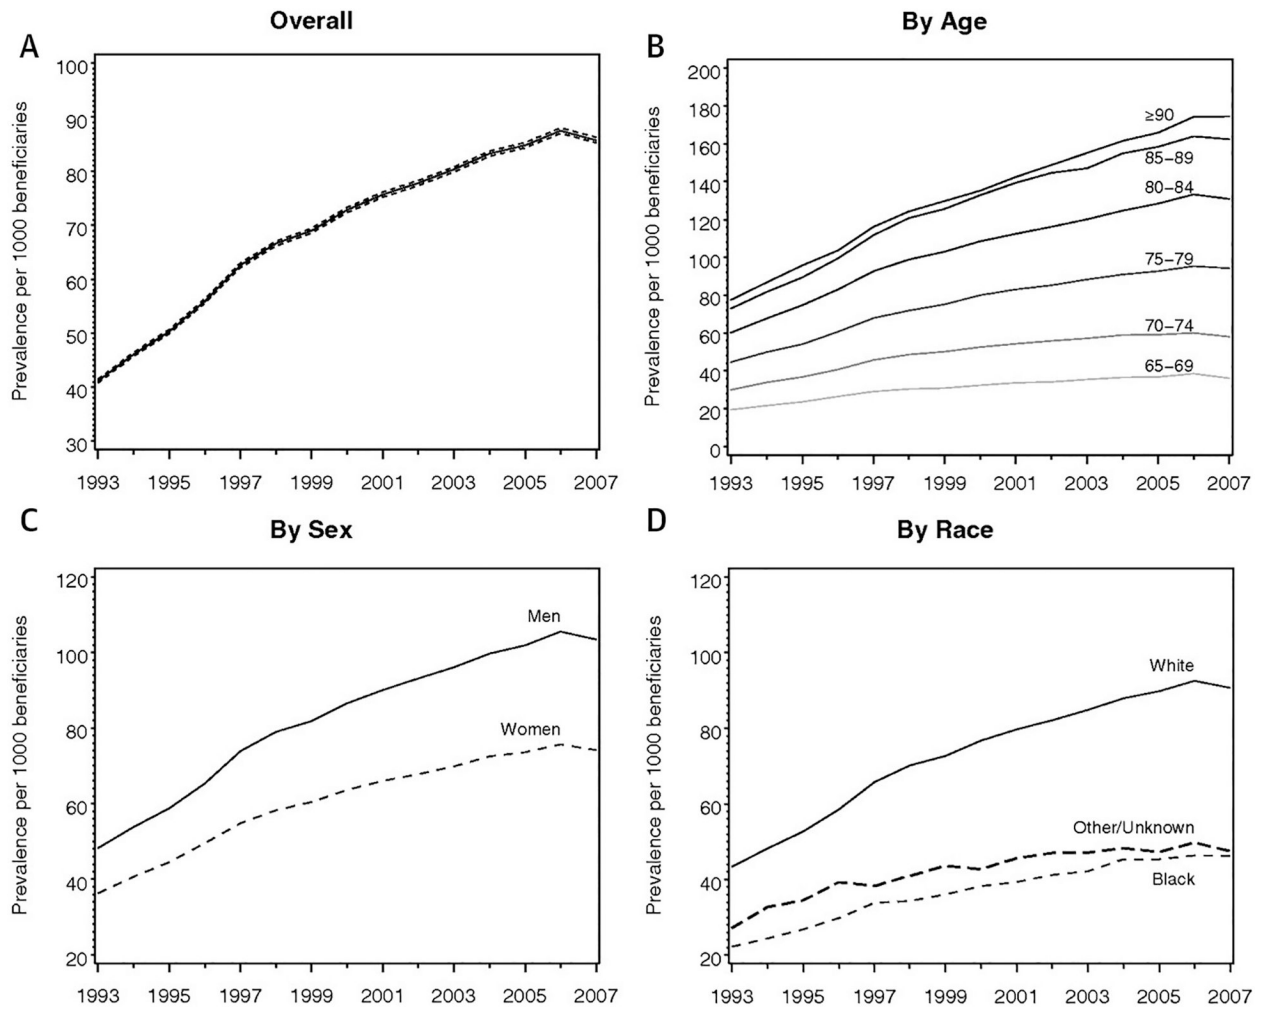 A
Overall
Prevalence per 1000 beneficiaries
100
90
80
70
60
50
40
30
1993 1995 1997 1999 2001 2003 2005 2007
B
By Age
Prevalence per 1000 beneficiaries
200
180
160
140
120
100
80
60
40
20
0
≥90
85–89
80–84
75–79
70–74
65–69
1993 1995 1997 1999 2001 2003 2005 2007
C
By Sex
Prevalence per 1000 beneficiaries
120
100
80
60
40
20
Men
Women
1993 1995 1997 1999 2001 2003 2005 2007
D
By Race
Prevalence per 1000 beneficiaries
120
100
80
60
40
20
White
Other/Unknown
Black
1993 1995 1997 1999 2001 2003 2005 2007